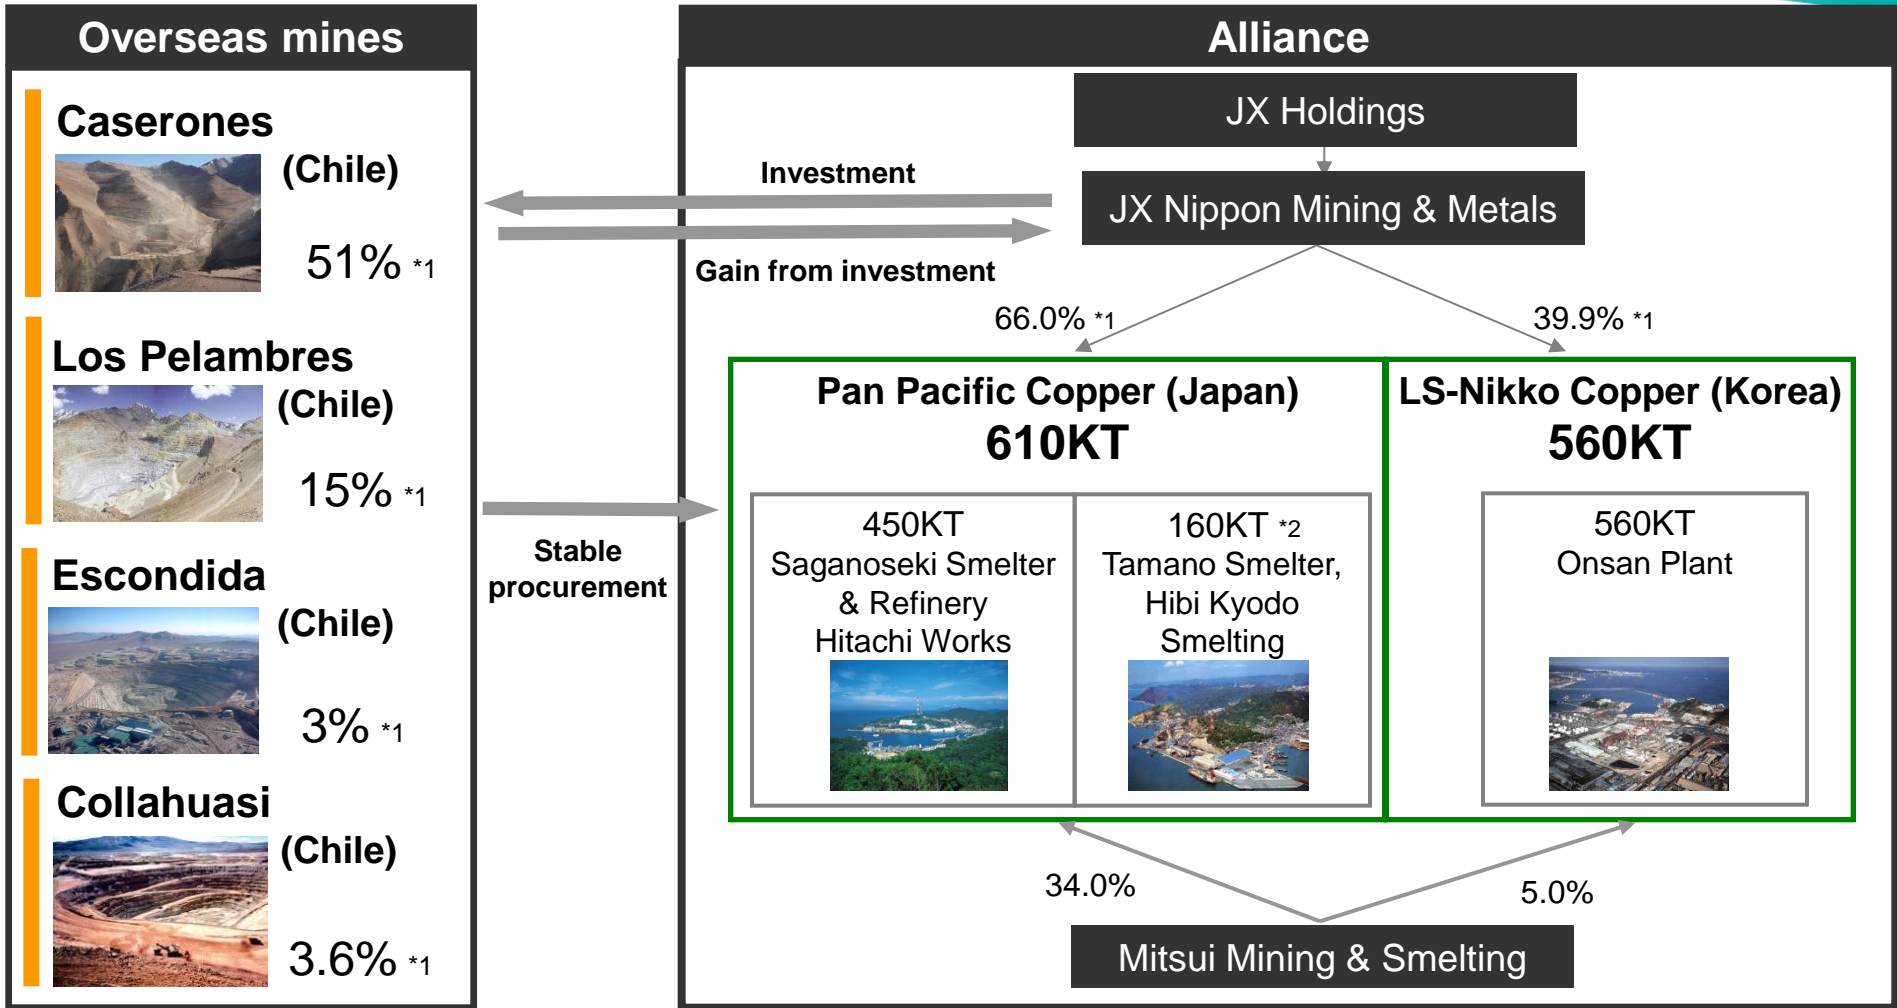 Overseas mines
Caserones
(Chile)
51% *1
Los Pelambres
(Chile)
15% *1
Escondida
(Chile)
3% *1
Collahuasi
(Chile)
3.6% *1
Investment
Gain from investment
Stable
procurement
Alliance
JX Holdings
JX Nippon Mining & Metals
66.0% *1
39.9% *1
Pan Pacific Copper (Japan)
610KT
450KT
Saganoseki Smelter
& Refinery
Hitachi Works
160KT *2
Tamano Smelter,
Hibi Kyodo
Smelting
LS-Nikko Copper (Korea)
560KT
560KT
Onsan Plant
34.0%
5.0%
Mitsui Mining & Smelting